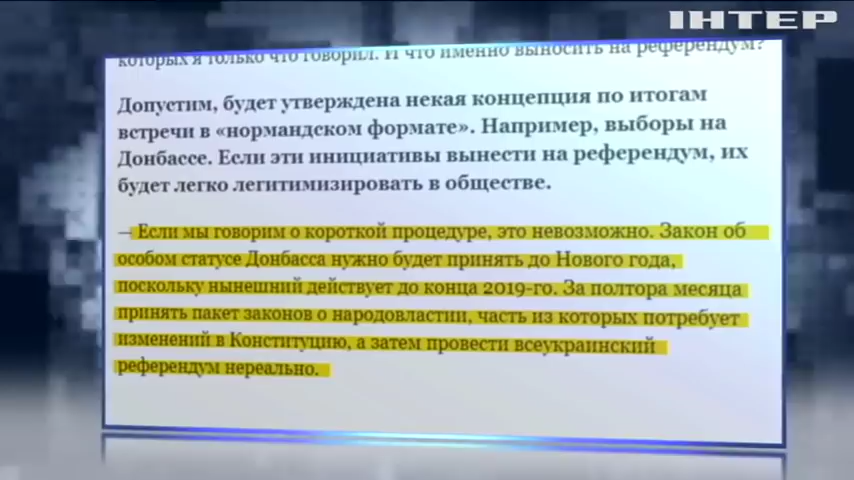 ІНТЕР
которых я только что говорил. И что именно выносить на референдум?
Допустим, будет утверждена некая концепция по итогам
встречи в «нормандском формате». Например, выборы на
Донбассе. Если эти инициативы вынести на референдум, их
будет легко легитимизировать в обществе.
— Если мы говорим о короткой процедуре, это невозможно. Закон об
особом статусе Донбасса нужно будет принять до Нового года,
поскольку нынешний действует до конца 2019-го. За полтора месяца
принять пакет законов о народовластии, часть из которых потребует
изменений в Конституцию, а затем провести всеукраинский
референдум нереально.